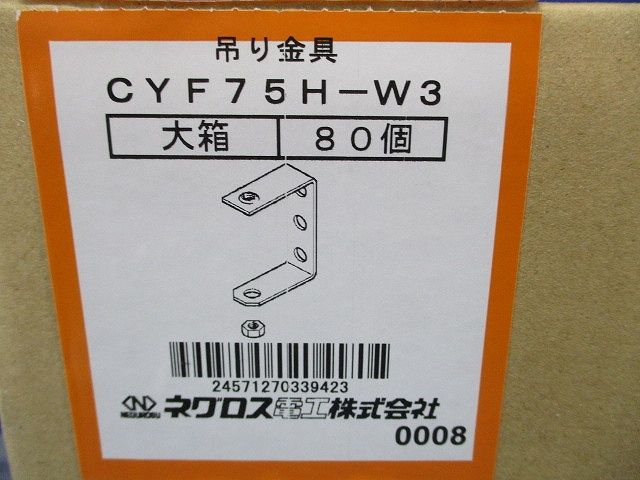 吊り金具
CYF75H-W3
大箱 80個
24571270339423
NEGUROSU ネグロス電工株式会社
0008